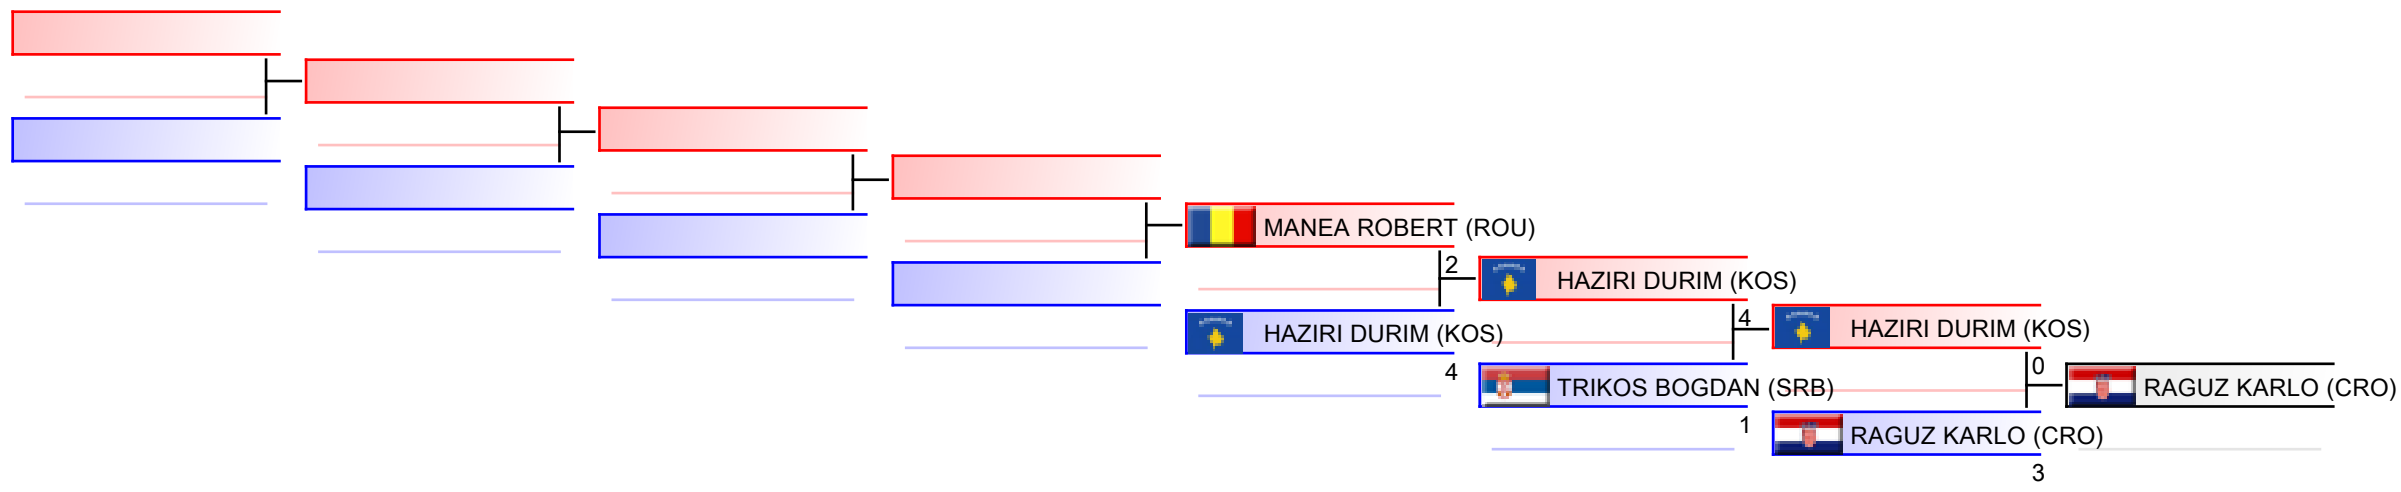 MANEA ROBERT (ROU)
2
HAZIRI DURIM (KOS)
HAZIRI DURIM (KOS)
4
4
HAZIRI DURIM (KOS)
TRIKOS BOGDAN (SRB)
1
0
RAGUZ KARLO (CRO)
RAGUZ KARLO (CRO)
3